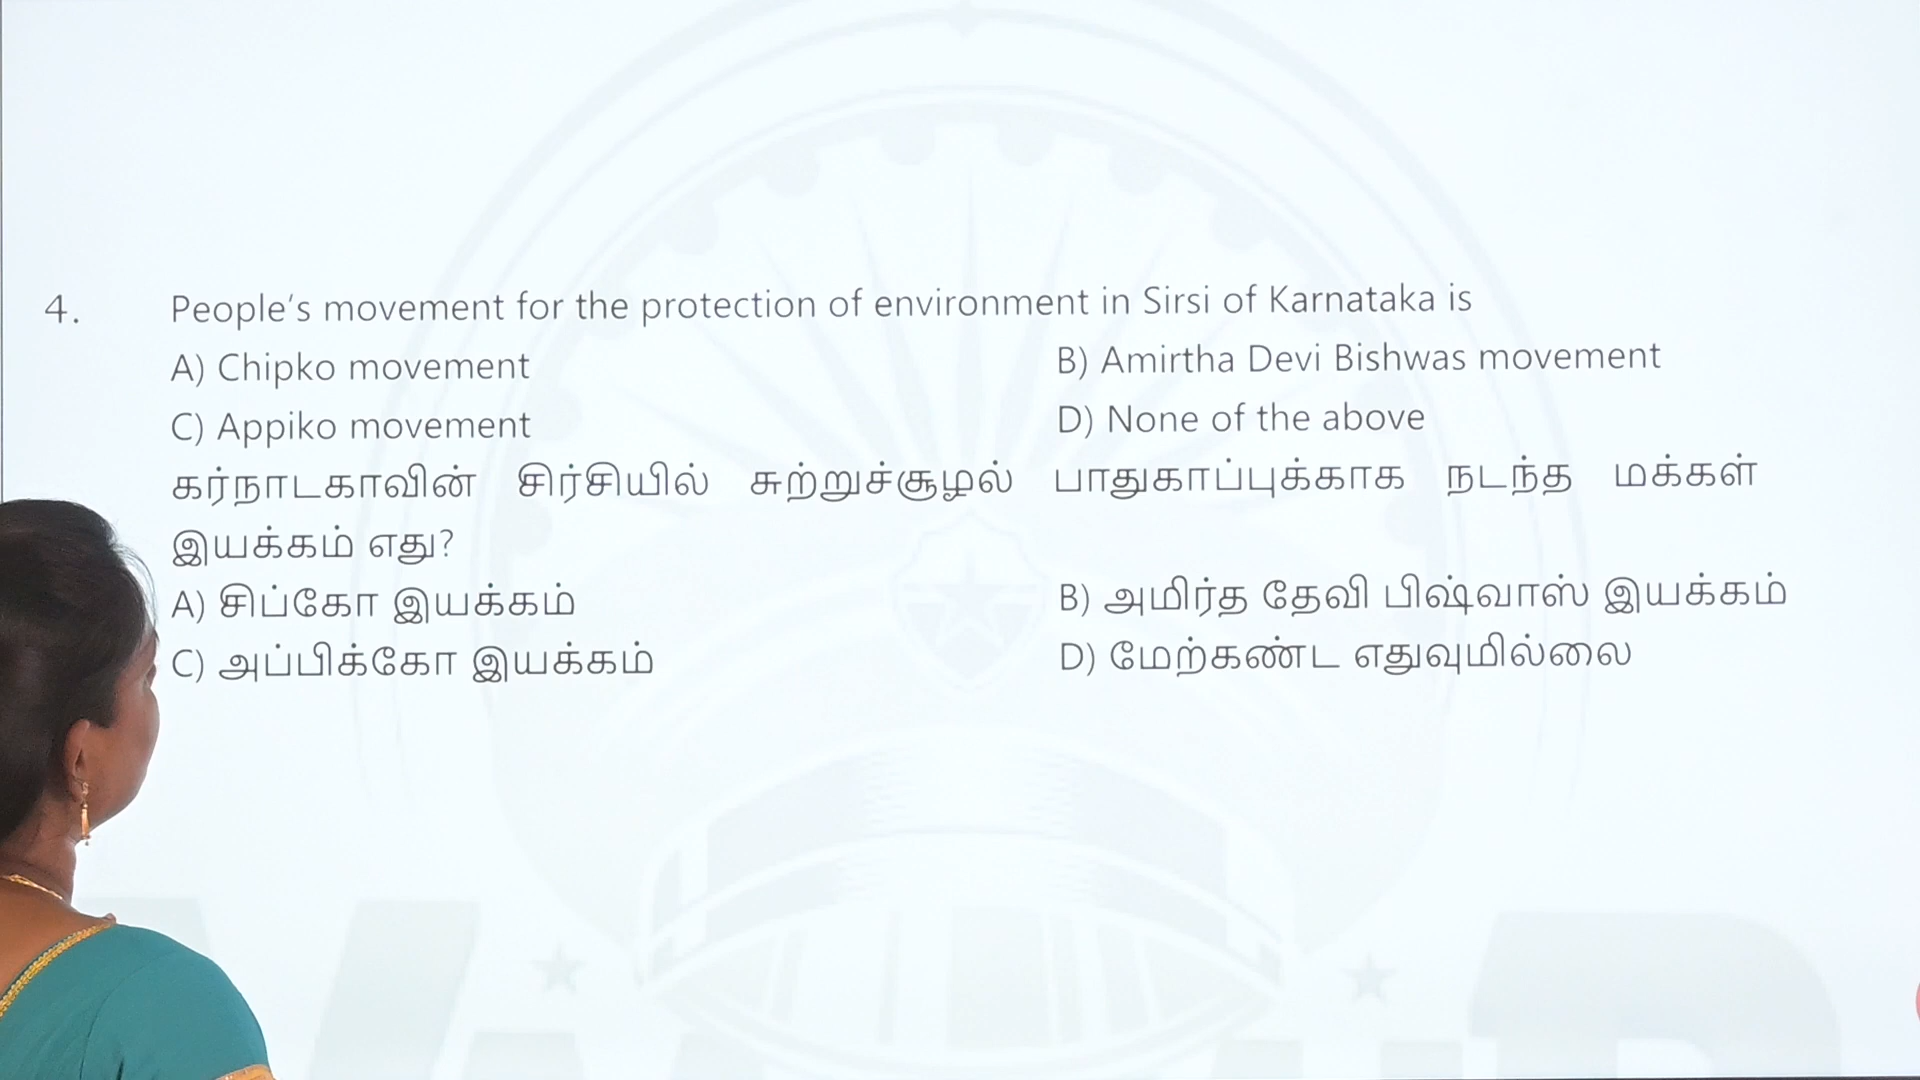 4. People's movement for the protection of environment in Sirsi of Karnataka is
A) Chipko movement B) Amirtha Devi Bishwas movement
C) Appiko movement D) None of the above
கர்நாடகாவின் சிர்சியில் சுற்றுச்சூழல் பாதுகாப்புக்காக நடந்த மக்கள்
இயக்கம் எது?
A) சிப்கோ இயக்கம் B) அமிர்த தேவி பிஷ்வாஸ் இயக்கம்
C) அப்பிக்கோ இயக்கம் D) மேற்கண்ட எதுவுமில்லை